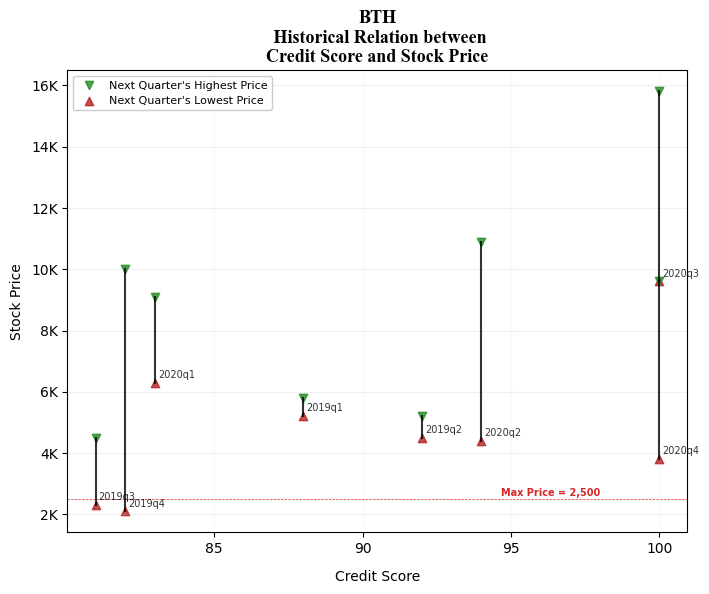 BTH
Historical Relation between
Credit Score and Stock Price
Next Quarter's Highest Price
Next Quarter's Lowest Price
16K
14K
12K
10K
8K
6K
4K
2K
Stock Price
2020q3
2020q1
2019q1
2019q2
2020q2
2020q4
2019q3
2019q4
Max Price = 2,500
85
90
95
100
Credit Score